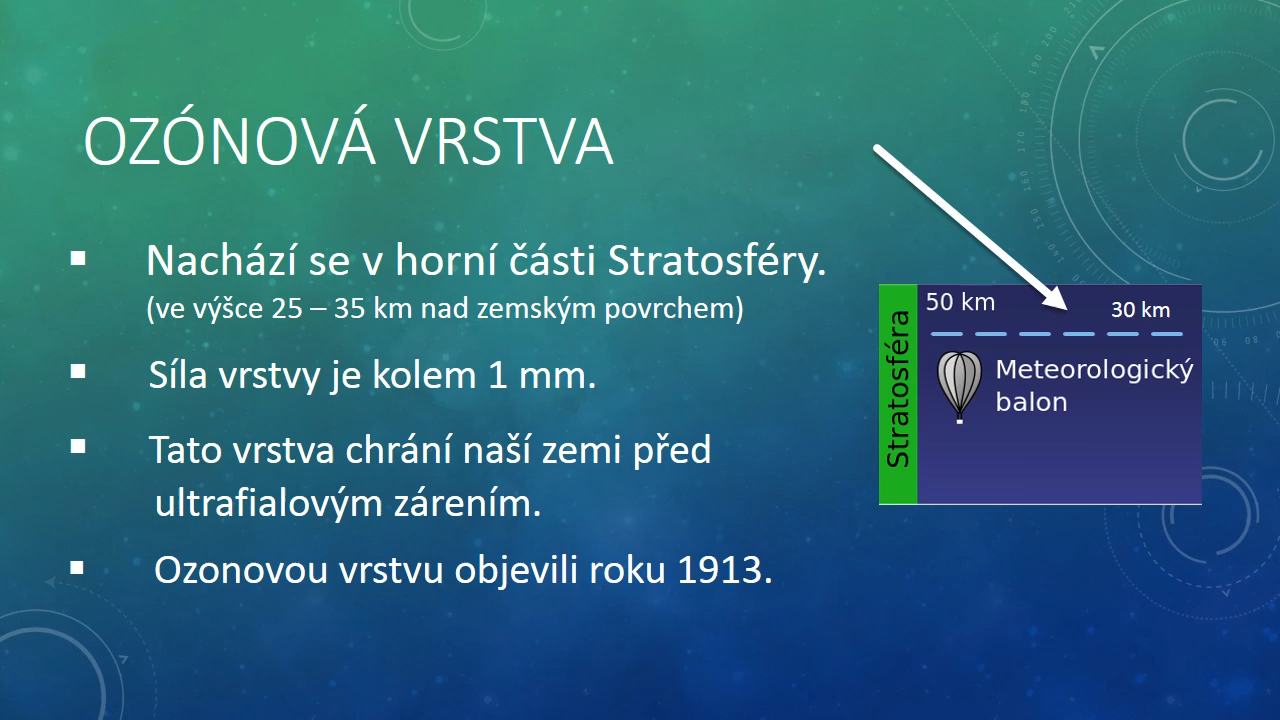 OZÓNOVÁ VRSTVA
▪ Nachází se v horní části Stratosféry.
(ve výšce 25 – 35 km nad zemským povrchem)
▪ Síla vrstvy je kolem 1 mm.
▪ Tato vrstva chrání naší zemi před
ultrafialovým zárením.
▪ Ozonovou vrstvu objevili roku 1913.
Stratosféra
50 km
30 km
Meteorologický
balon